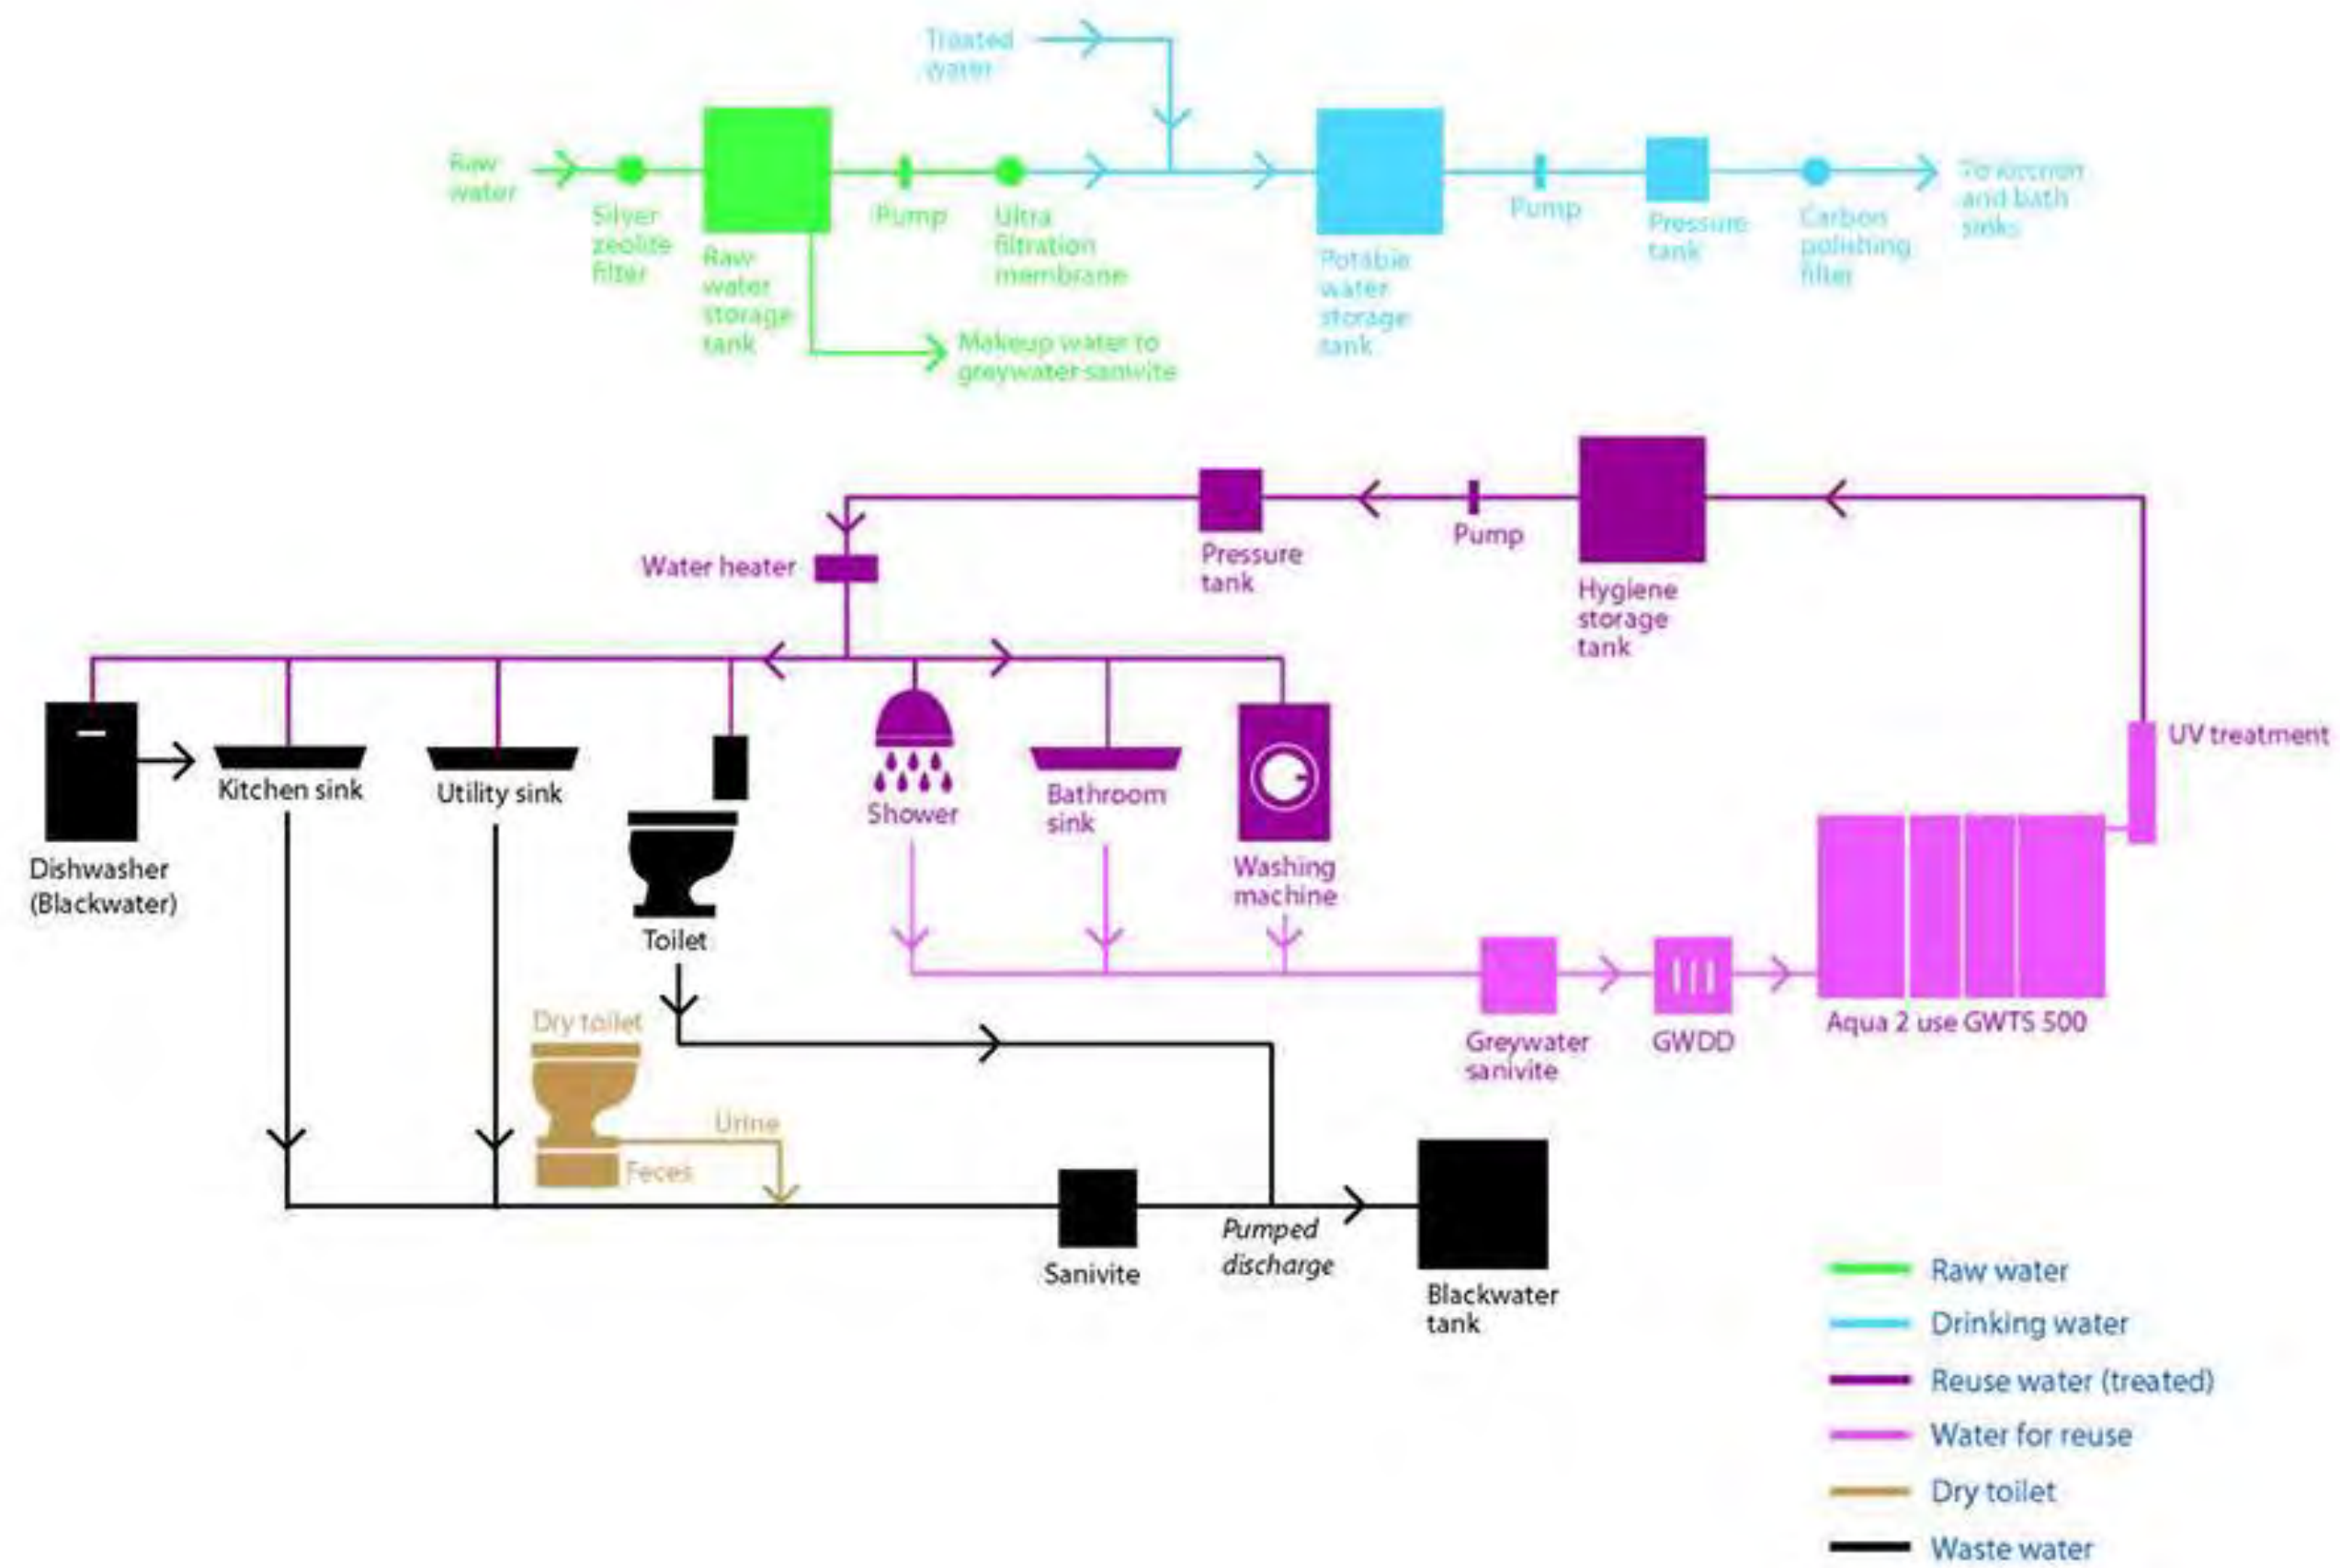 Treated
water
Raw
water
Silver
zeolite
filter
Raw
water
storage
tank
Pump
Ultra
filtration
membrane
Makeup water to
greywater sanivite
Potable
water
storage
tank
Pump
Pressure
tank
Carbon
polishing
filter
To kitchen
and bath
sinks
Water heater
Pressure
tank
Pump
Hygiene
storage
tank
UV treatment
Dishwasher
(Blackwater)
Kitchen sink
Utility sink
Toilet
Shower
Bathroom
sink
Washing
machine
Greywater
sanivite
GWDD
Aqua 2 use GWTS 500
Dry toilet
Urine
Feces
Sanivite
Pumped
discharge
Blackwater
tank
Raw water
Drinking water
Reuse water (treated)
Water for reuse
Dry toilet
Waste water